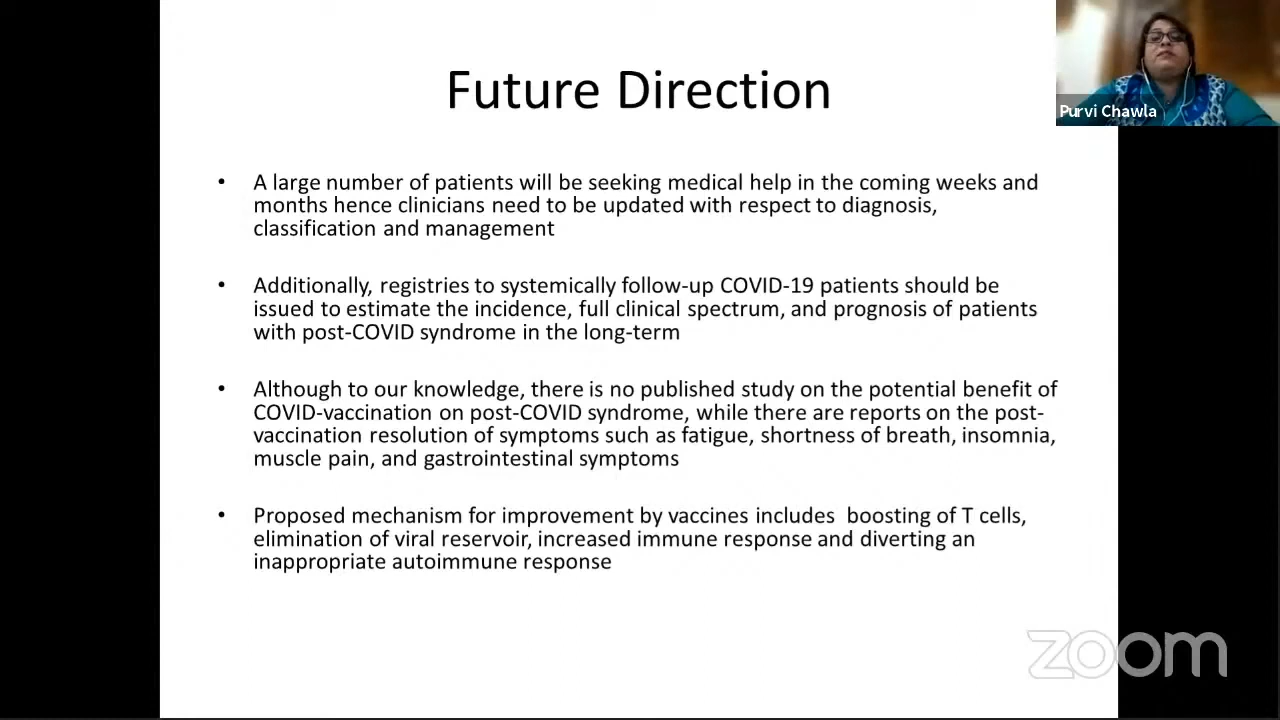 Future Direction
Purvi Chawla
• A large number of patients will be seeking medical help in the coming weeks and
months hence clinicians need to be updated with respect to diagnosis,
classification and management
• Additionally, registries to systemically follow-up COVID-19 patients should be
issued to estimate the incidence, full clinical spectrum, and prognosis of patients
with post-COVID syndrome in the long-term
• Although to our knowledge, there is no published study on the potential benefit of
COVID-vaccination on post-COVID syndrome, while there are reports on the post-
vaccination resolution of symptoms such as fatigue, shortness of breath, insomnia,
muscle pain, and gastrointestinal symptoms
• Proposed mechanism for improvement by vaccines includes  boosting of T cells,
elimination of viral reservoir, increased immune response and diverting an
inappropriate autoimmune response
zoom